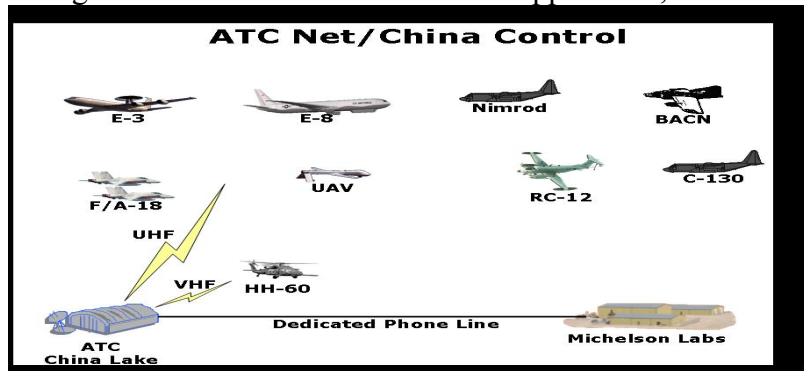 ATC Net/China Control
E-3
E-8
Nimrod
BACN
F/A-18
UAV
RC-12
C-130
UHF
VHF
HH-60
Dedicated Phone Line
ATC
China Lake
Michelson Labs